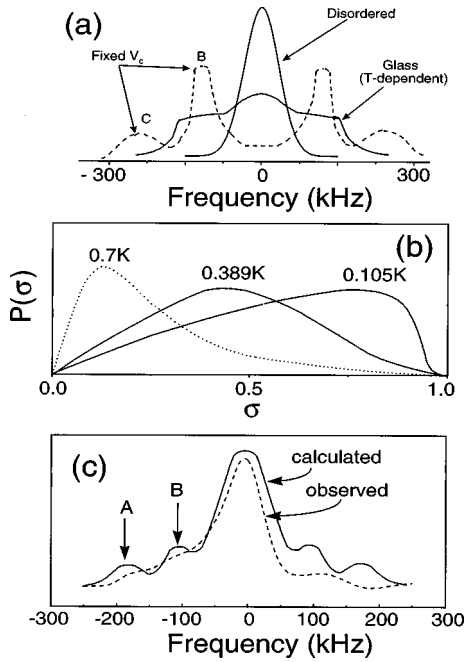 (a)
Disordered
Fixed Vc
B
Glass
(T-dependent)
C
- 300
0
300
Frequency (kHz)
(b)
0.7K
0.389K
0.105K
P(σ)
0.0
0.5
1.0
σ
(c)
calculated
observed
A
B
-300
-200
-100
0
100
200
300
Frequency (kHz)